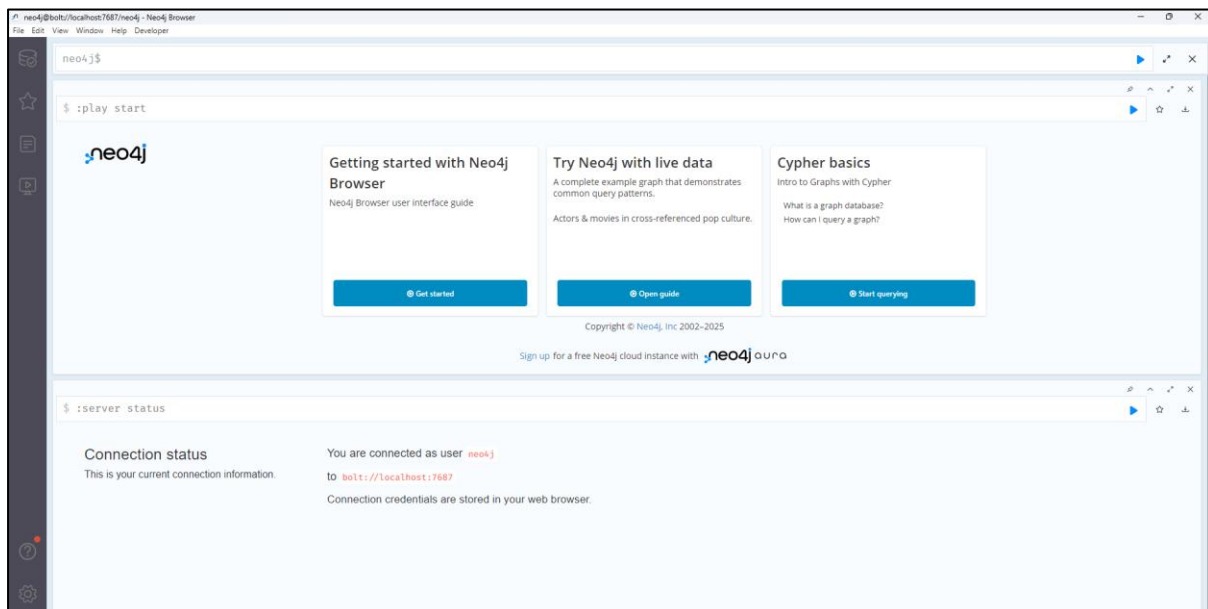 neo4j@bolt://localhost:7687/neo4j - Neo4j Browser
File Edit View Window Help Developer
neo4j$
$ :play start
neo4j
Getting started with Neo4j
Browser
Neo4j Browser user interface guide
Get started
Try Neo4j with live data
A complete example graph that demonstrates
common query patterns.
Actors & movies in cross-referenced pop culture.
Open guide
Cypher basics
Intro to Graphs with Cypher
What is a graph database?
How can I query a graph?
Start querying
Copyright © Neo4j, Inc 2002–2025
Sign up for a free Neo4j cloud instance with neo4j aura
$ :server status
Connection status
This is your current connection information.
You are connected as user neo4j
to bolt://localhost:7687
Connection credentials are stored in your web browser.